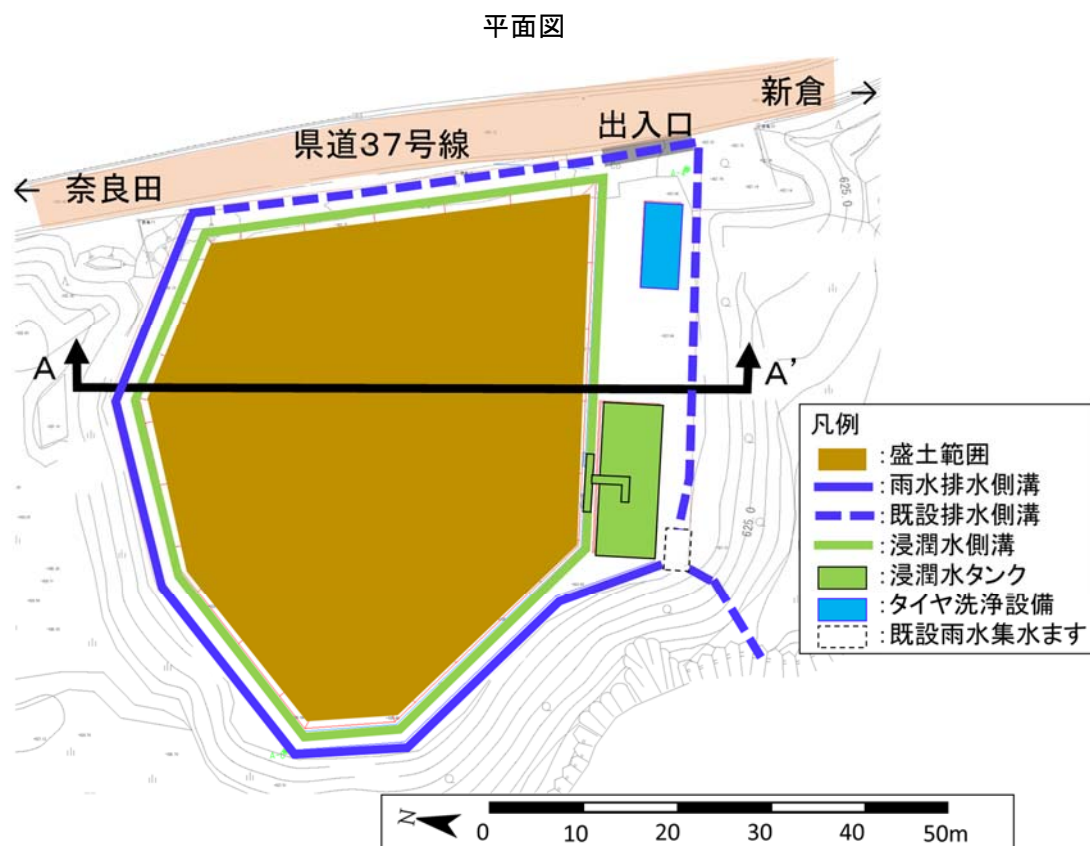 平面図
新倉 →
出入口
県道37号線
← 奈良田
A
A'
625.0
625.0
凡例
:盛土範囲
:雨水排水側溝
:既設排水側溝
:浸潤水側溝
:浸潤水タンク
:タイヤ洗浄設備
:既設雨水集水ます
N
0 10 20 30 40 50m